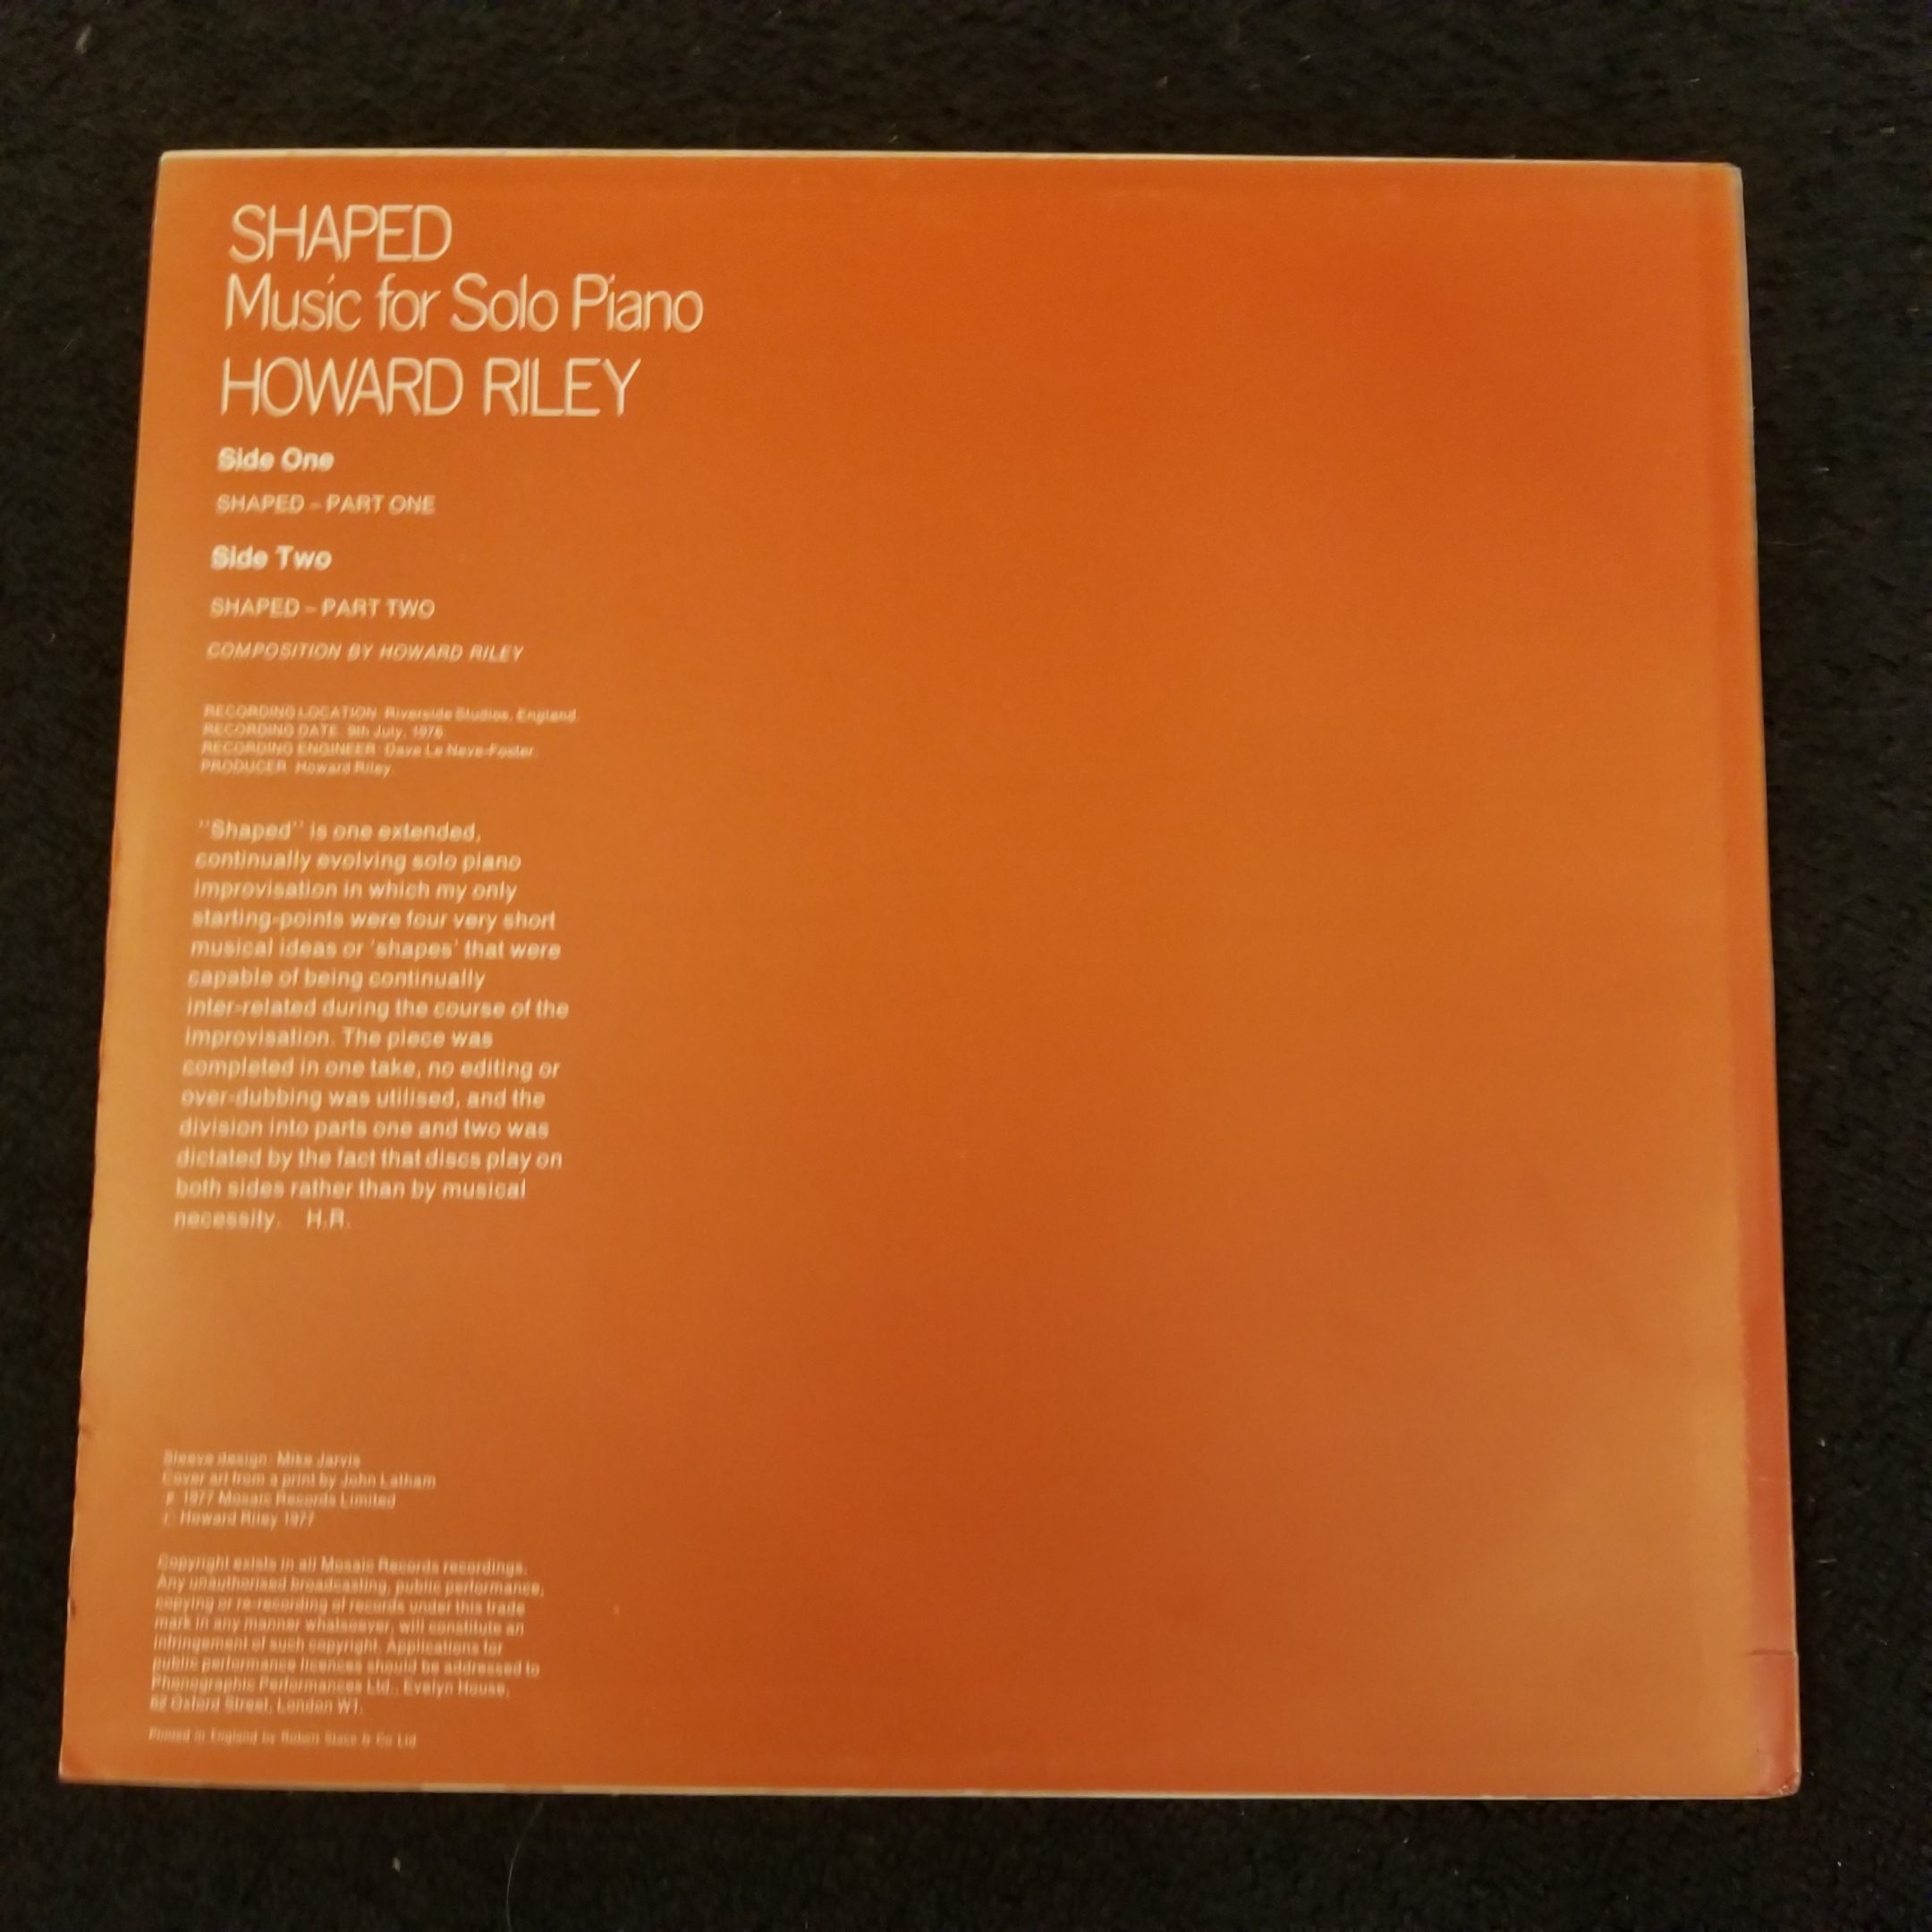 SHAPED
Music for Solo Piano
HOWARD RILEY
Side One
SHAPED - PART ONE
Side Two
SHAPED - PART TWO
COMPOSITION BY HOWARD RILEY
RECORDING LOCATION Riverside Studios, England.
RECORDING DATE 9th July, 1976
RECORDING ENGINEER Dave Le Neve-Foster.
PRODUCER Howard Riley.
"Shaped" is one extended,
continually evolving solo piano
improvisation in which my only
starting-points were four very short
musical ideas or 'shapes' that were
capable of being continually
inter-related during the course of the
improvisation. The piece was
completed in one take, no editing or
over-dubbing was utilised, and the
division into parts one and two was
dictated by the fact that discs play on
both sides rather than by musical
necessity. H.R.
Sleeve design: Mike Jarvis
Cover art from a print by John Latham
℗ 1977 Mosaic Records Limited
© Howard Riley 1977
Copyright exists in all Mosaic Records recordings.
Any unauthorised broadcasting, public performance,
copying or re-recording of records under this trade
mark in any manner whatsoever, will constitute an
infringement of such copyright. Applications for
public performance licences should be addressed to
Phonographic Performances Ltd., Evelyn House,
62 Oxford Street, London W1.
Printed in England by Robert Stace & Co Ltd